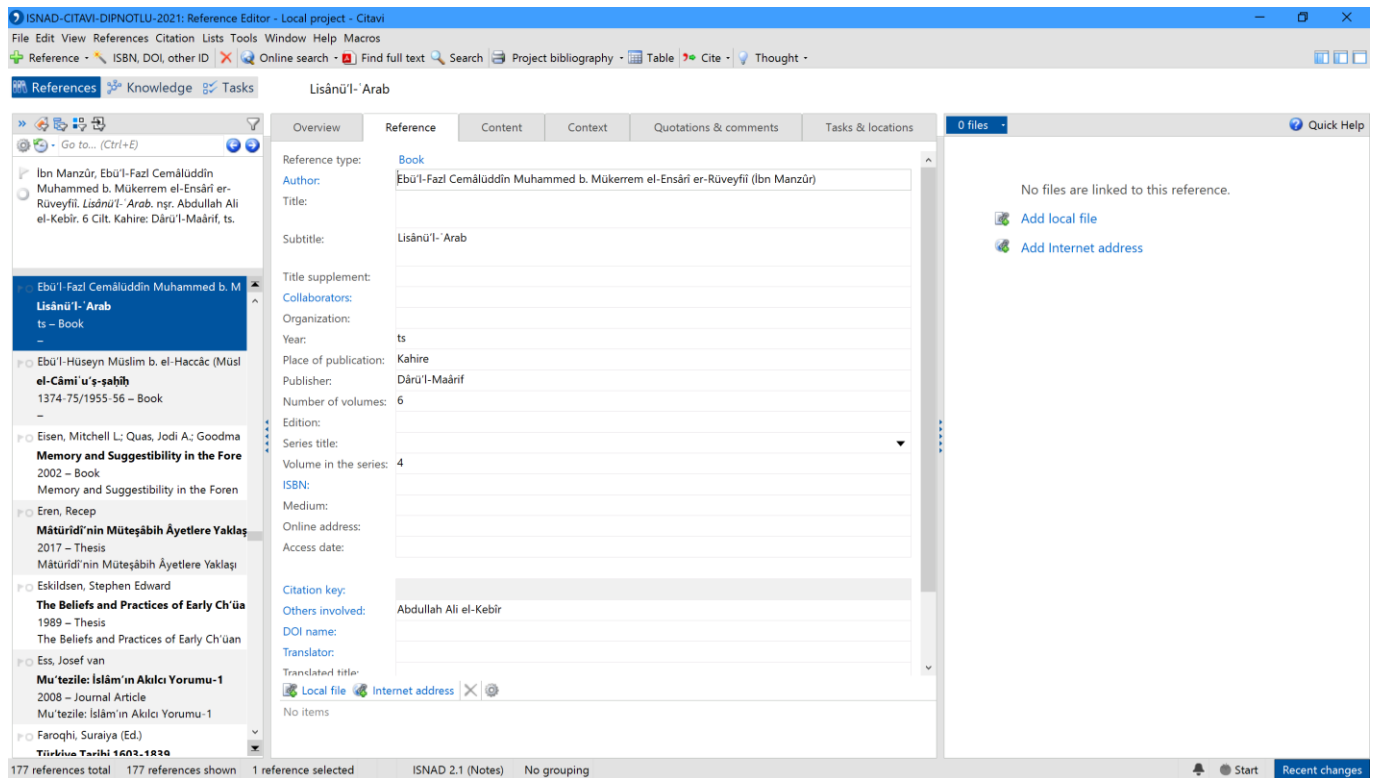 ISNAD-CITAVI-DIPNOTLU-2021: Reference Editor - Local project - Citavi
File Edit View References Citation Lists Tools Window Help Macros
Reference ISBN, DOI, other ID Online search Find full text Search Project bibliography Table Cite Thought
References Knowledge Tasks Lisânü'l-ʿArab
Overview Reference Content Context Quotations & comments Tasks & locations 0 files Quick Help
Go to... (Ctrl+E)
İbn Manzûr, Ebü'l-Fazl Cemâlüddîn
Muhammed b. Mükerrem el-Ensârî er-
Rüveyfiî. Lisânü'l-ʿArab. nşr. Abdullah Ali
el-Kebîr. 6 Cilt. Kahire: Dârü'l-Maârif, ts.
Ebü'l-Fazl Cemâlüddîn Muhammed b. M
Lisânü'l-ʿArab
ts – Book
–
Ebü'l-Hüseyn Müslim b. el-Haccâc (Müsl
el-Câmiʿu'ṣ-ṣaḥîḥ
1374-75/1955-56 – Book
–
Eisen, Mitchell L.; Quas, Jodi A.; Goodma
Memory and Suggestibility in the Fore
2002 – Book
Memory and Suggestibility in the Foren
Eren, Recep
Mâtürîdî'nin Müteşâbih Âyetlere Yaklaş
2017 – Thesis
Mâtürîdî'nin Müteşâbih Âyetlere Yaklaşı
Eskildsen, Stephen Edward
The Beliefs and Practices of Early Ch'üa
1989 – Thesis
The Beliefs and Practices of Early Ch'üan
Ess, Josef van
Mu'tezile: İslâm'ın Akılcı Yorumu-1
2008 – Journal Article
Mu'tezile: İslâm'ın Akılcı Yorumu-1
Faroqhi, Suraiya (Ed.)
Türkiye Tarihi 1603-1839
Reference type: Book
Author: Ebü'l-Fazl Cemâlüddîn Muhammed b. Mükerrem el-Ensârî er-Rüveyfiî (İbn Manzûr)
Title:
Subtitle: Lisânü'l-ʿArab
Title supplement:
Collaborators:
Organization:
Year: ts
Place of publication: Kahire
Publisher: Dârü'l-Maârif
Number of volumes: 6
Edition:
Series title:
Volume in the series: 4
ISBN:
Medium:
Online address:
Access date:
Citation key:
Others involved: Abdullah Ali el-Kebîr
DOI name:
Translator:
Translated title:
Local file Internet address
No items
No files are linked to this reference.
Add local file
Add Internet address
177 references total 177 references shown 1 reference selected ISNAD 2.1 (Notes) No grouping Start Recent changes